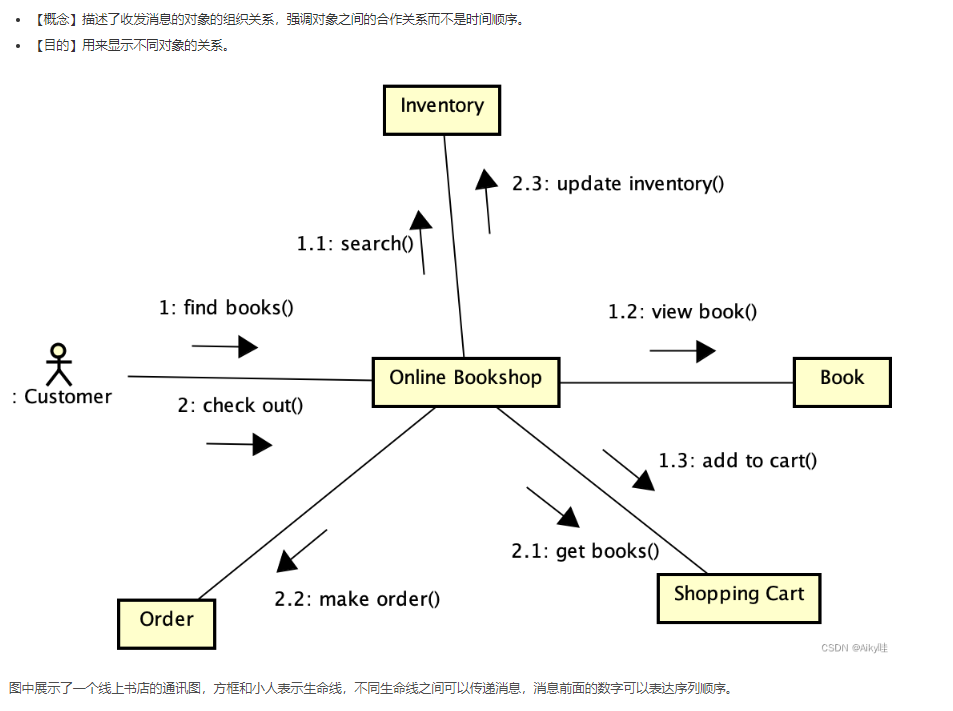 【概念】描述了收发消息的对象的组织关系，强调对象之间的合作关系而不是时间顺序。
【目的】用来显示不同对象的关系。
Inventory
2.3: update inventory()
1.1: search()
1: find books()
1.2: view book()
Online Bookshop
Book
: Customer
2: check out()
1.3: add to cart()
2.1: get books()
Shopping Cart
2.2: make order()
Order
CSDN @Aikyl哇
图中展示了一个线上书店的通讯图，方框和小人表示生命线，不同生命线之间可以传递消息，消息前面的数字可以表达序列顺序。